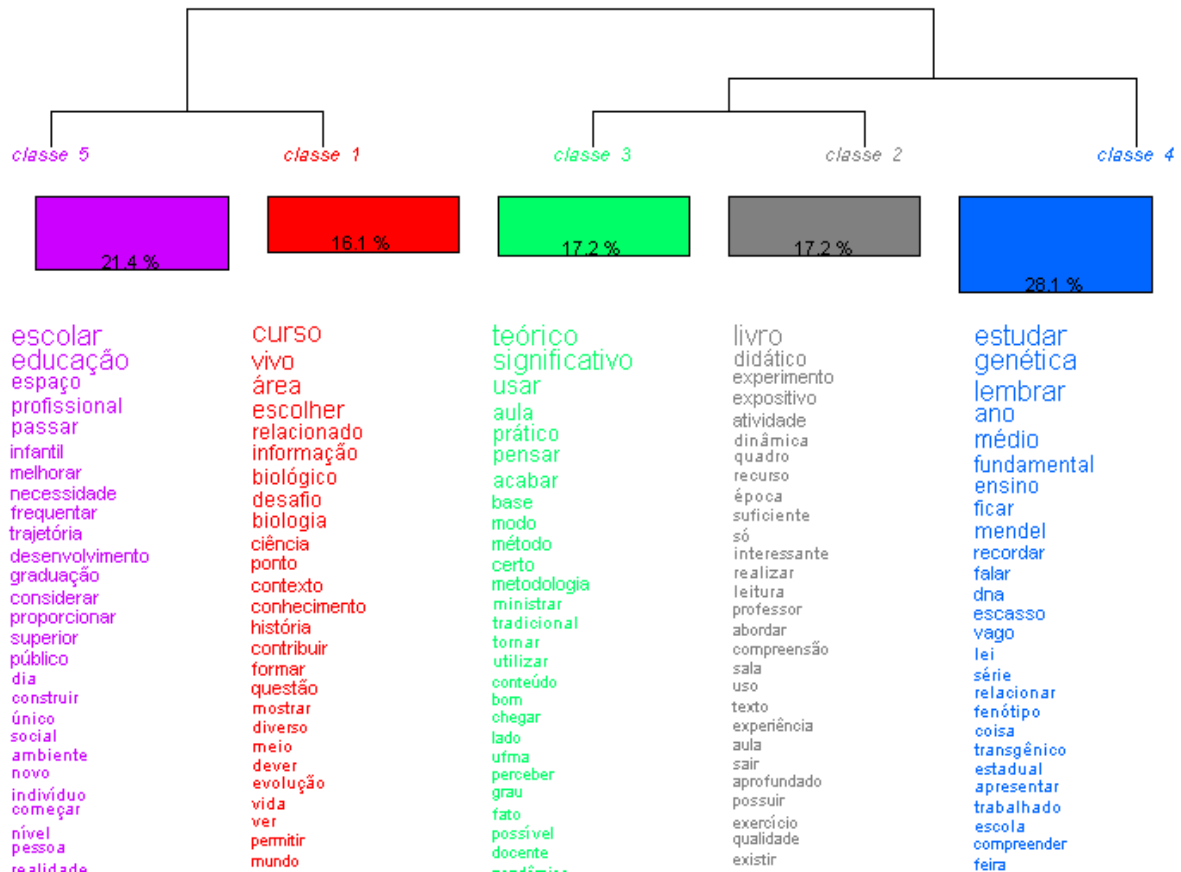 classe 5
classe 1
classe 3
classe 2
classe 4
21.4 %
16.1 %
17.2 %
17.2 %
28.1 %
escolar
educação
espaço
profissional
passar
infantil
melhorar
necessidade
frequentar
trajetória
desenvolvimento
graduação
considerar
proporcionar
superior
público
dia
construir
único
social
ambiente
novo
indivíduo
começar
nível
pessoa
realidade
curso
vivo
área
escolher
relacionado
informação
biológico
desafio
biologia
ciência
ponto
contexto
conhecimento
história
contribuir
formar
questão
mostrar
diverso
meio
dever
evolução
vida
ver
permitir
mundo
teórico
significativo
usar
aula
prático
pensar
acabar
base
modo
método
certo
metodologia
ministrar
tradicional
tornar
utilizar
conteúdo
bom
chegar
lado
ufma
perceber
grau
fato
possível
docente
livro
didático
experimento
expositivo
atividade
dinâmica
quadro
recurso
época
suficiente
só
interessante
realizar
leitura
professor
abordar
compreensão
sala
uso
texto
experiência
aula
sair
aprofundado
possuir
exercício
qualidade
existir
estudar
genética
lembrar
ano
médio
fundamental
ensino
ficar
mendel
recordar
falar
dna
escasso
vago
lei
série
relacionar
fenótipo
coisa
transgênico
estadual
apresentar
trabalhado
escola
compreender
feira